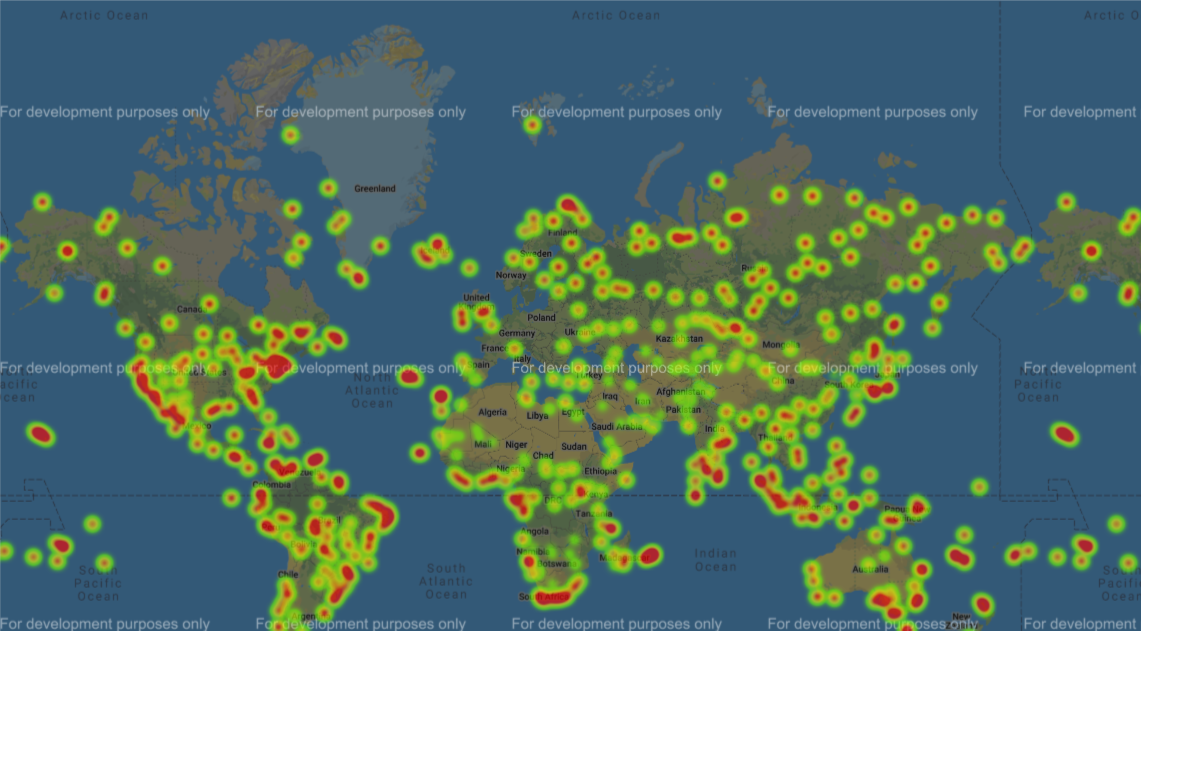 Arctic Ocean
Arctic Ocean
Arctic O
For development purposes only
For development purposes only
For development purposes only
For development purposes only
For development
Greenland
Finland
Sweden
Norway
United
Canada
Poland
Germany
Ukraine
Kazakhstan
Mongolia
France
Italy
Spain
For development purposes only
For development purposes only
For development purposes only
For development purposes only
For development
North
Atlantic
Ocean
Pacific
Ocean
Turkey
China
South Korea
Iraq
Iran
Afghanistan
Pakistan
Algeria
Libya
Egypt
Saudi Arabia
India
Thailand
Mali
Niger
Chad
Sudan
Nigeria
Ethiopia
Colombia
Kenya
Tanzania
Angola
Namibia
Botswana
Papua New
Chile
South
Pacific
Ocean
South
Atlantic
Ocean
Indian
Ocean
Australia
South Africa
New
For development purposes only
For development purposes only
For development purposes only
For development purposes only
For development